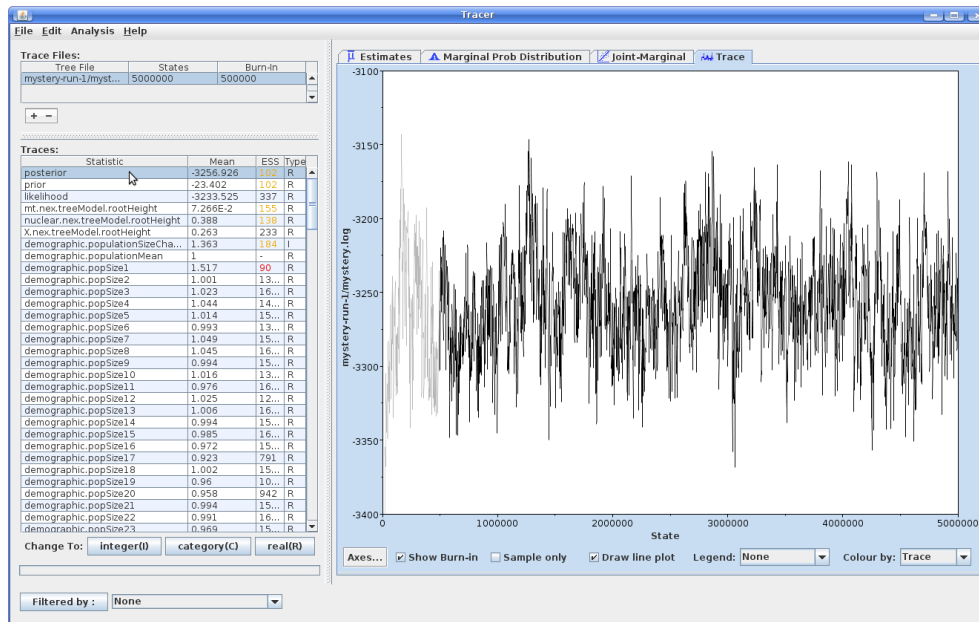 Tracer
File Edit Analysis Help
Trace Files:
Tree File States Burn-In
mystery-run-1/myst... 5000000 500000
+ -
Traces:
Statistic Mean ESS Type
posterior -3256.926 102 R
prior -23.402 102 R
likelihood -3233.525 337 R
mt.nex.treeModel.rootHeight 7.266E-2 155 R
nuclear.nex.treeModel.rootHeight 0.388 138 R
X.nex.treeModel.rootHeight 0.263 233 R
demographic.populationSizeCha... 1.363 184 I
demographic.populationMean 1 - R
demographic.popSize1 1.517 90 R
demographic.popSize2 1.001 13... R
demographic.popSize3 1.023 16... R
demographic.popSize4 1.044 14... R
demographic.popSize5 1.014 15... R
demographic.popSize6 0.993 13... R
demographic.popSize7 1.049 15... R
demographic.popSize8 1.045 16... R
demographic.popSize9 0.994 15... R
demographic.popSize10 1.016 13... R
demographic.popSize11 0.976 16... R
demographic.popSize12 1.025 12... R
demographic.popSize13 1.006 16... R
demographic.popSize14 0.994 15... R
demographic.popSize15 0.985 16... R
demographic.popSize16 0.972 15... R
demographic.popSize17 0.923 791 R
demographic.popSize18 1.002 15... R
demographic.popSize19 0.96 10... R
demographic.popSize20 0.958 942 R
demographic.popSize21 0.994 15... R
demographic.popSize22 0.991 16... R
demographic.popSize23 0.969 15... R
Change To: integer(I) category(C) real(R)
Filtered by : None
Estimates Marginal Prob Distribution Joint-Marginal Trace
-3100
-3150
-3200
-3250
-3300
-3350
-3400
mystery-run-1/mystery.log
0 1000000 2000000 3000000 4000000 5000000
State
Axes... Show Burn-in Sample only Draw line plot Legend: None Colour by: Trace